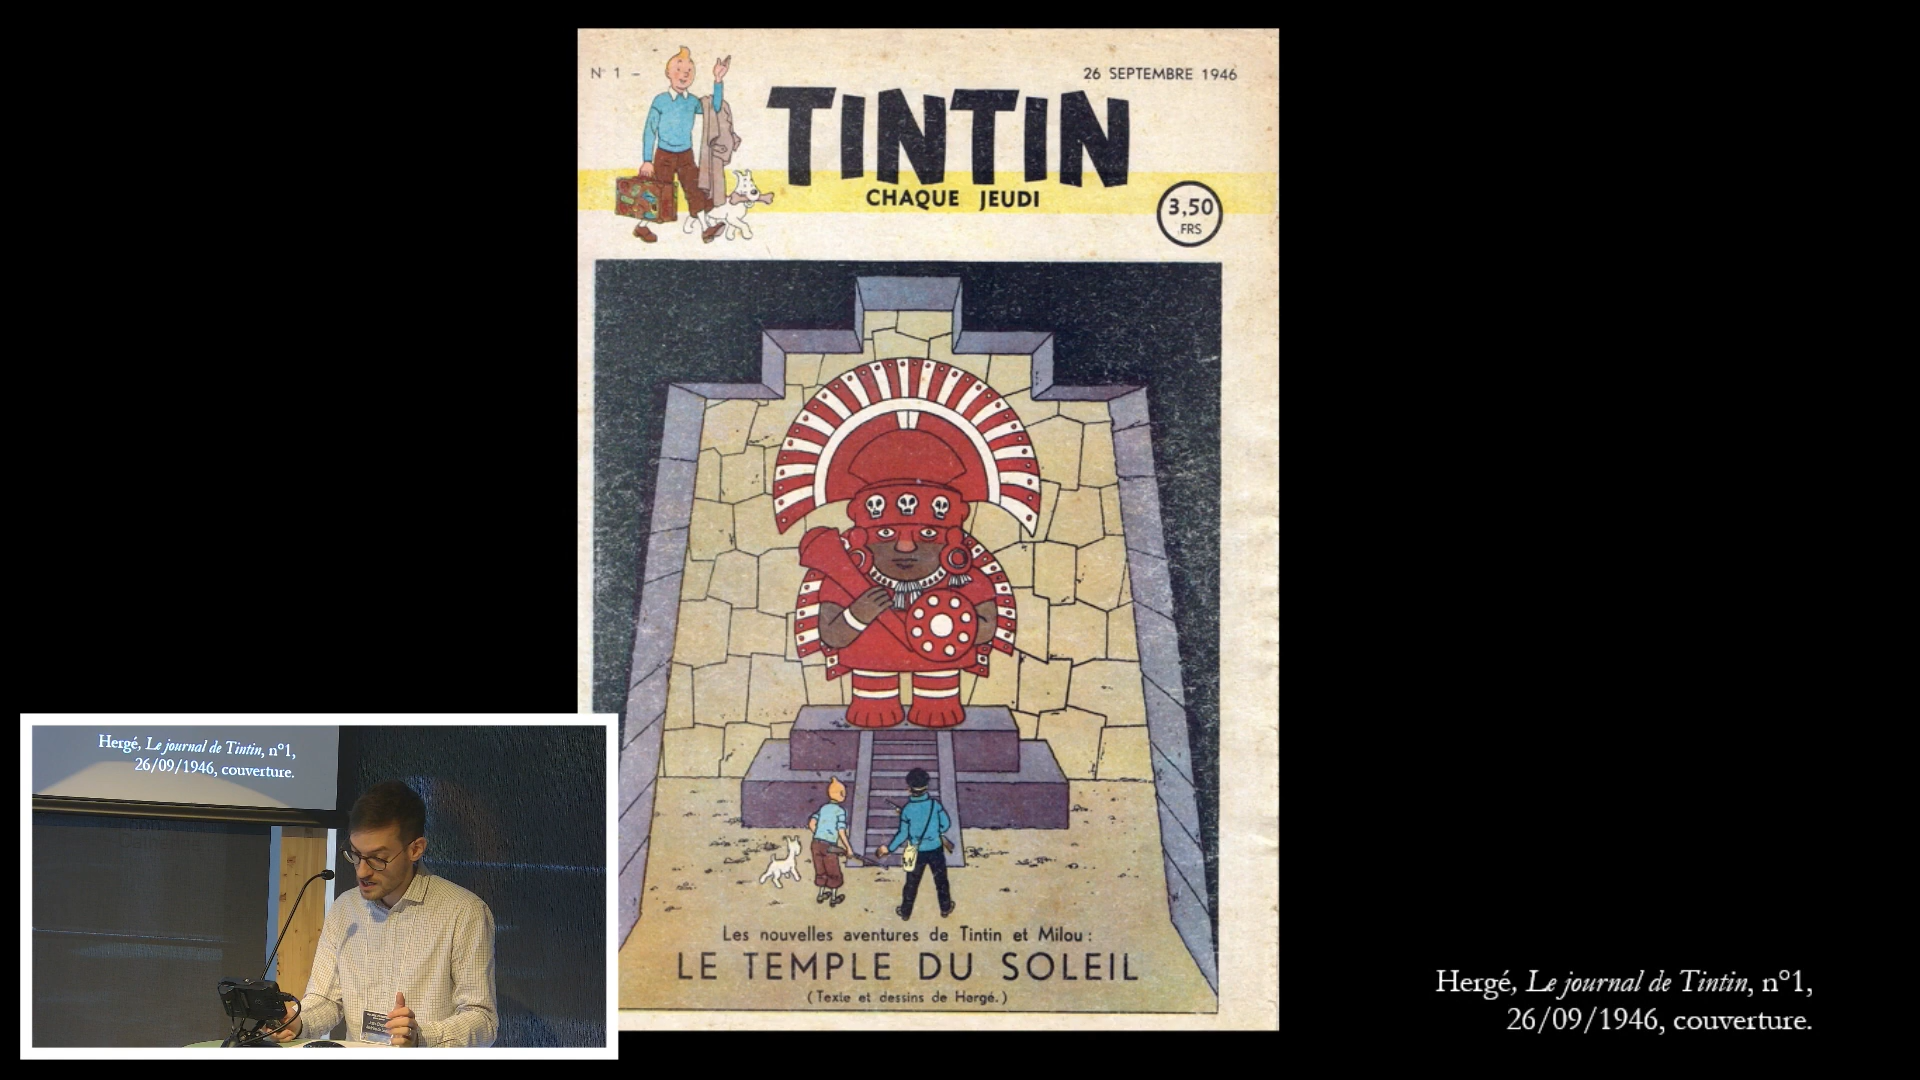 N° 1 –
26 SEPTEMBRE 1946
TINTIN
CHAQUE JEUDI
3,50
FRS
Les nouvelles aventures de Tintin et Milou :
LE TEMPLE DU SOLEIL
(Texte et dessins de Hergé.)
Hergé, Le journal de Tintin, n°1,
26/09/1946, couverture.
Hergé, Le journal de Tintin, n°1,
26/09/1946, couverture.